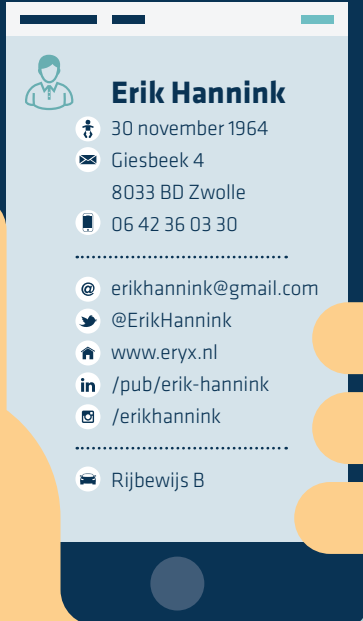 Erik Hannink
30 november 1964
Giesbeek 4
8033 BD Zwolle
06 42 36 03 30
@ erikhannink@gmail.com
@ErikHannink
www.eryx.nl
in /pub/erik-hannink
/erikhannink
Rijbewijs B